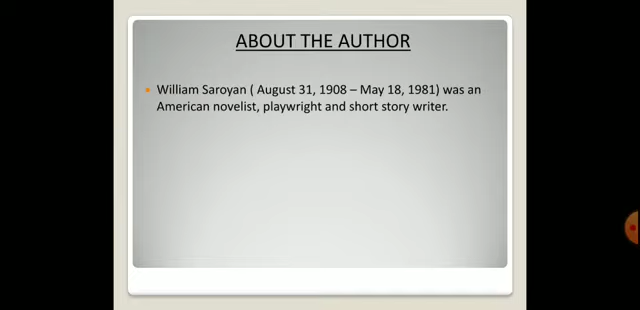 ABOUT THE AUTHOR
William Saroyan ( August 31, 1908 – May 18, 1981) was an
American novelist, playwright and short story writer.